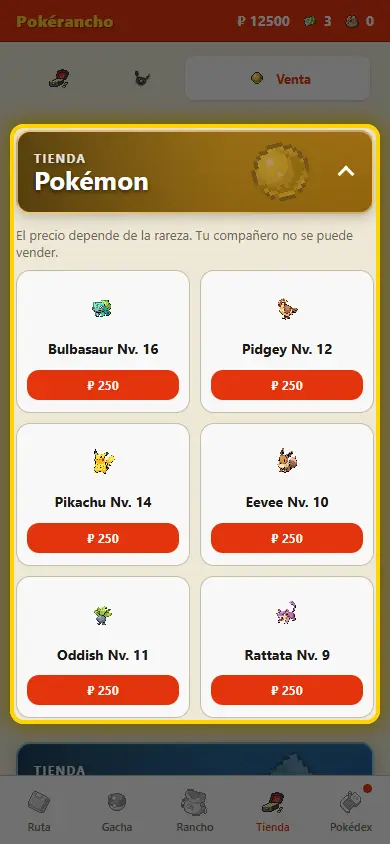 Pokérancho
₽ 12500 3 0
Venta
TIENDA
Pokémon
El precio depende de la rareza. Tu compañero no se puede
vender.
Bulbasaur Nv. 16
₽ 250
Pidgey Nv. 12
₽ 250
Pikachu Nv. 14
₽ 250
Eevee Nv. 10
₽ 250
Oddish Nv. 11
₽ 250
Rattata Nv. 9
₽ 250
TIENDA
Ruta
Gacha
Rancho
Tienda
Pokédex